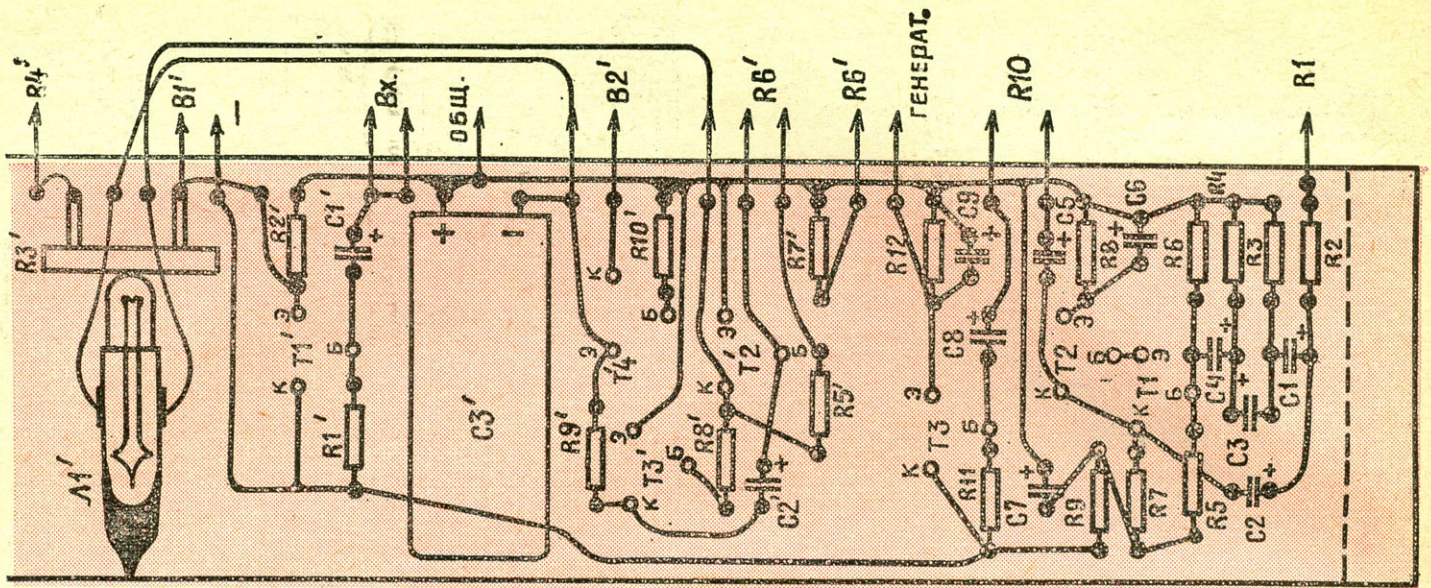 R4'
B1'
—
Вх.
ОБЩ.
B2'
R6'
R6'
ГЕНЕРАТ.
R10
R1
R3'
Л1'
R2'
C1'
+
Э
К
T1'
Б
R1'
+
—
C3'
К
R10'
Б
Э
T4'
R9'
Э
К
T3'
Б
R8'
К
T2'
Э
C2'
+
R7'
Б
R5'
R12
C9
+
Э
К
T3
C8
+
Б
R11
C7
+
C5
+
R8
C6
+
Э
T2
К
Б
Э
T1
К
Б
R9
R7
R5
R6
R4
R3
R2
C4
+
C3
+
C1
C2
+